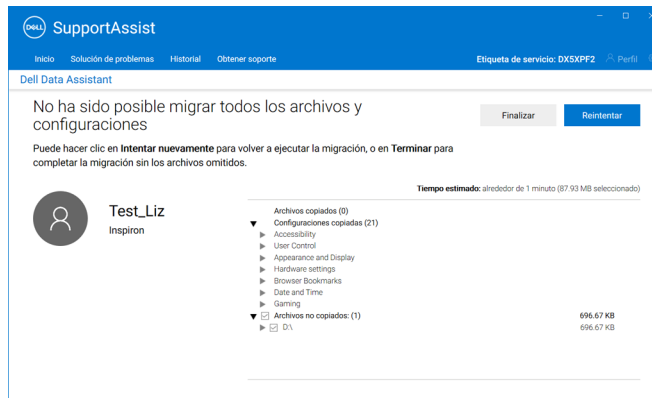 DELL SupportAssist
Inicio Solución de problemas Historial Obtener soporte Etiqueta de servicio: DX5XPF2 Perfil
Dell Data Assistant
No ha sido posible migrar todos los archivos y
configuraciones
Finalizar Reintentar
Puede hacer clic en Intentar nuevamente para volver a ejecutar la migración, o en Terminar para
completar la migración sin los archivos omitidos.
Tiempo estimado: alrededor de 1 minuto (87.93 MB seleccionado)
Test_Liz
Inspiron
Archivos copiados (0)
Configuraciones copiadas (21)
Accessibility
User Control
Appearance and Display
Hardware settings
Browser Bookmarks
Date and Time
Gaming
Archivos no copiados: (1) 696.67 KB
D:\ 696.67 KB